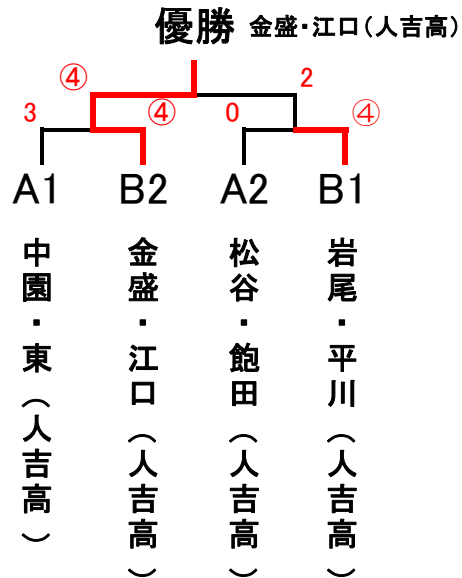 優勝 金盛・江口(人吉高)
④ 2
3 ④ 0 ④
A1 B2 A2 B1
中園・東(人吉高)
金盛・江口(人吉高)
松谷・飽田(人吉高)
岩尾・平川(人吉高)